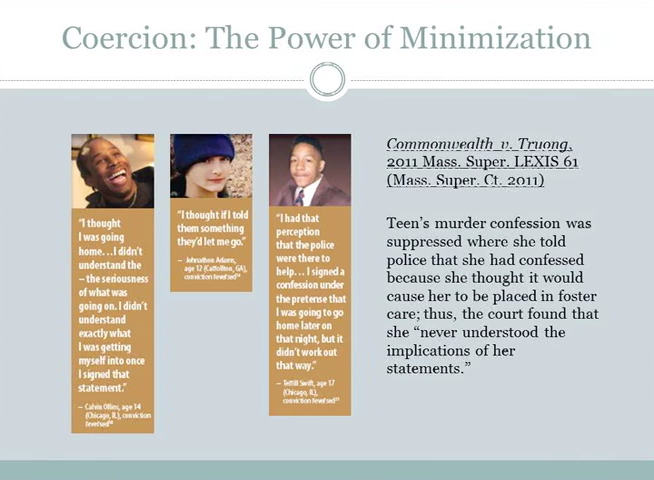 Coercion: The Power of Minimization
“I thought
I was going
home…I didn’t
understand the
– the seriousness
of what was
going on. I didn’t
understand
exactly what
I was getting
myself into once
I signed that
statement.”
– Calvin Ollins, age 14
(Chicago, IL), conviction
“I thought if I told
them something
they’d let me go.”
– Johnathon Adams,
age 12 (Carrollton, GA),
conviction
“I had that
perception
that the police
were there to
help… I signed a
confession under
the pretense that
I was going to go
home later on
that night, but it
didn’t work out
that way.”
– Terrill Swift, age 17
(Chicago, IL),
conviction
Commonwealth v. Truong,
2011 Mass. Super. LEXIS 61
(Mass. Super. Ct. 2011)
Teen’s murder confession was
suppressed where she told
police that she had confessed
because she thought it would
cause her to be placed in foster
care; thus, the court found that
she “never understood the
implications of her
statements.”